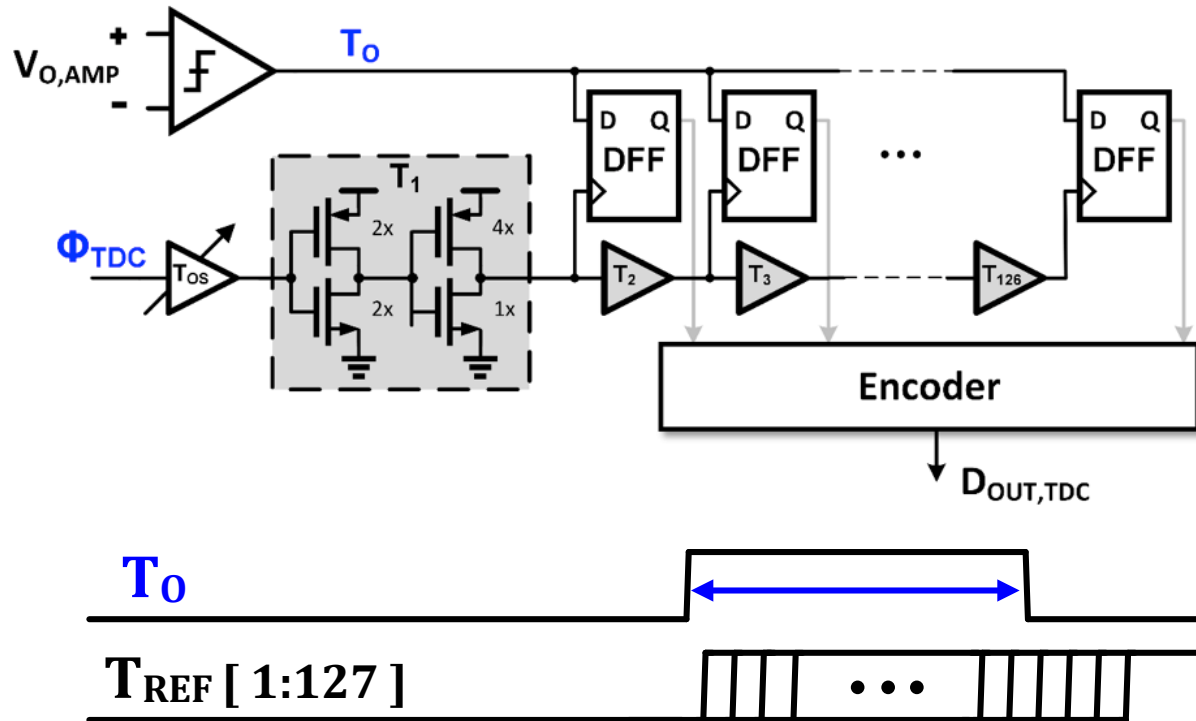 +
V_O,AMP
-
T_O
D Q
DFF
D Q
DFF
•••
D Q
DFF
T_1
2x
4x
2x
1x
Φ_TDC
T_OS
T_2
T_3
T_126
Encoder
D_OUT,TDC
T_O
T_REF [ 1:127 ]
•••